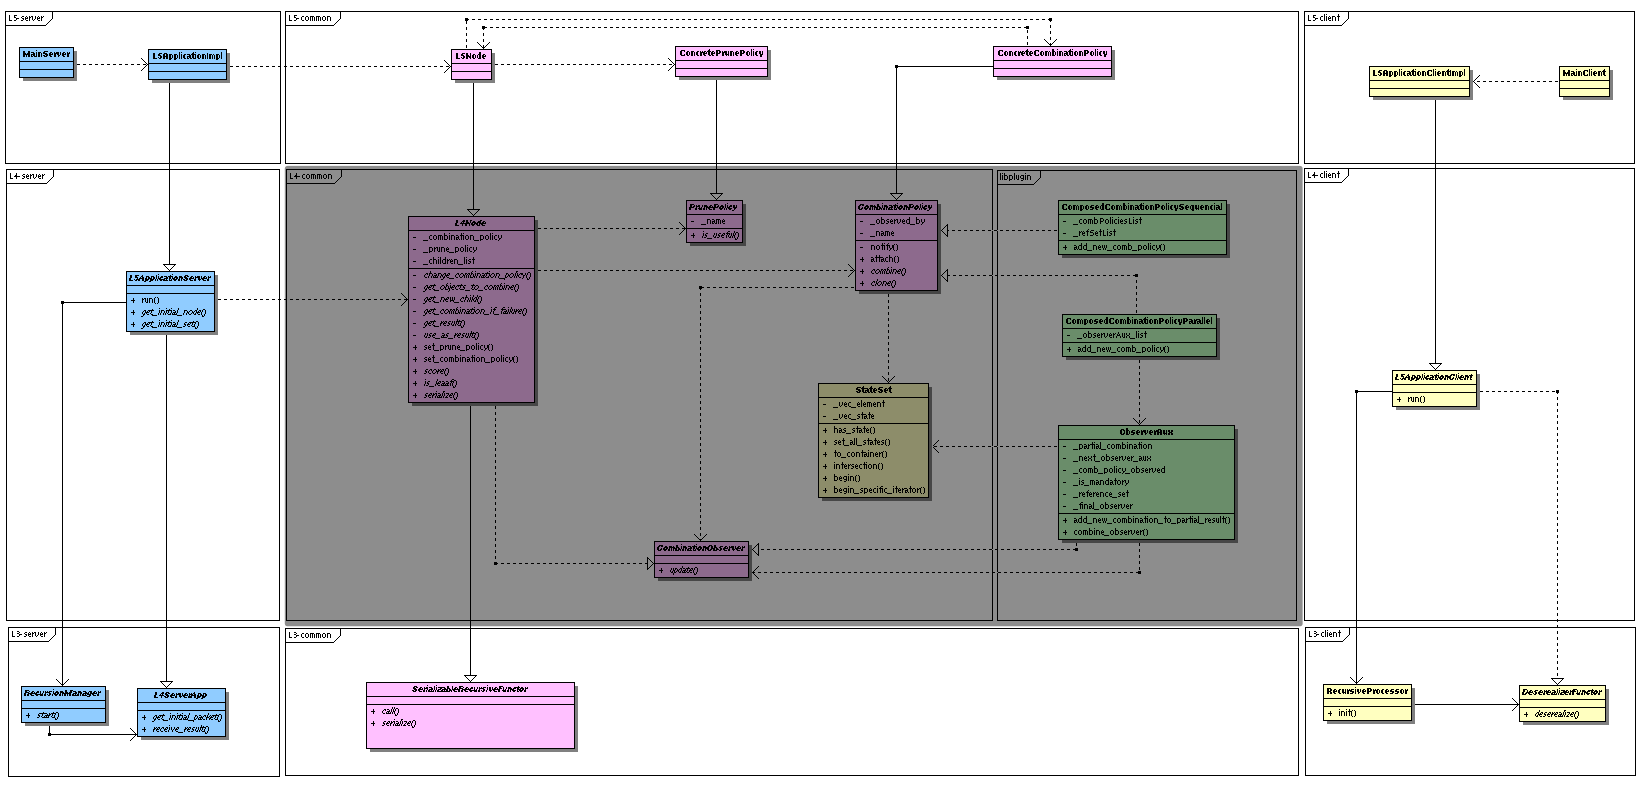 L5-server
MainServer
L5ApplicationImpl
L5-common
L5Node
ConcretePrunePolicy
ConcreteCombinationPolicy
L5-client
L5ApplicationClientImpl
MainClient
L4-server
L5ApplicationServer
+ run()
+ get_initial_node()
+ get_initial_set()
L4-common
L4Node
- _combination_policy
- _prune_policy
- _children_list
- change_combination_policy()
- get_objects_to_combine()
- get_new_child()
- get_combination_if_failure()
- get_result()
- use_as_result()
+ set_prune_policy()
+ set_combination_policy()
+ score()
+ is_leaaf()
+ serialize()
PrunePolicy
- _name
+ is_useful()
CombinationPolicy
- _observed_by
- _name
- notify()
+ attach()
+ combine()
+ clone()
StateSet
- _vec_element
- _vec_state
+ has_state()
+ set_all_states()
+ to_container()
+ intersection()
+ begin()
+ begin_specific_iterator()
CombinationObserver
+ update()
libplugin
ComposedCombinationPolicySequencial
- _combPoliciesList
- _refSetList
+ add_new_comb_policy()
ComposedCombinationPolicyParallel
- _observerAux_list
+ add_new_comb_policy()
ObserverAux
- _partial_combination
- _next_observer_aux
- _comb_policy_observed
- _is_mandatory
- _reference_set
- _final_observer
+ add_new_combination_to_partial_result()
+ combine_observer()
L4-client
L5ApplicationClient
+ run()
L3-server
RecursionManager
+ start()
L4ServerApp
+ get_initial_packet()
+ receive_result()
L3-common
SerializableRecursiveFunctor
+ call()
+ serialize()
L3-client
RecursiveProcessor
+ init()
DeserealizerFunctor
+ deserealize()